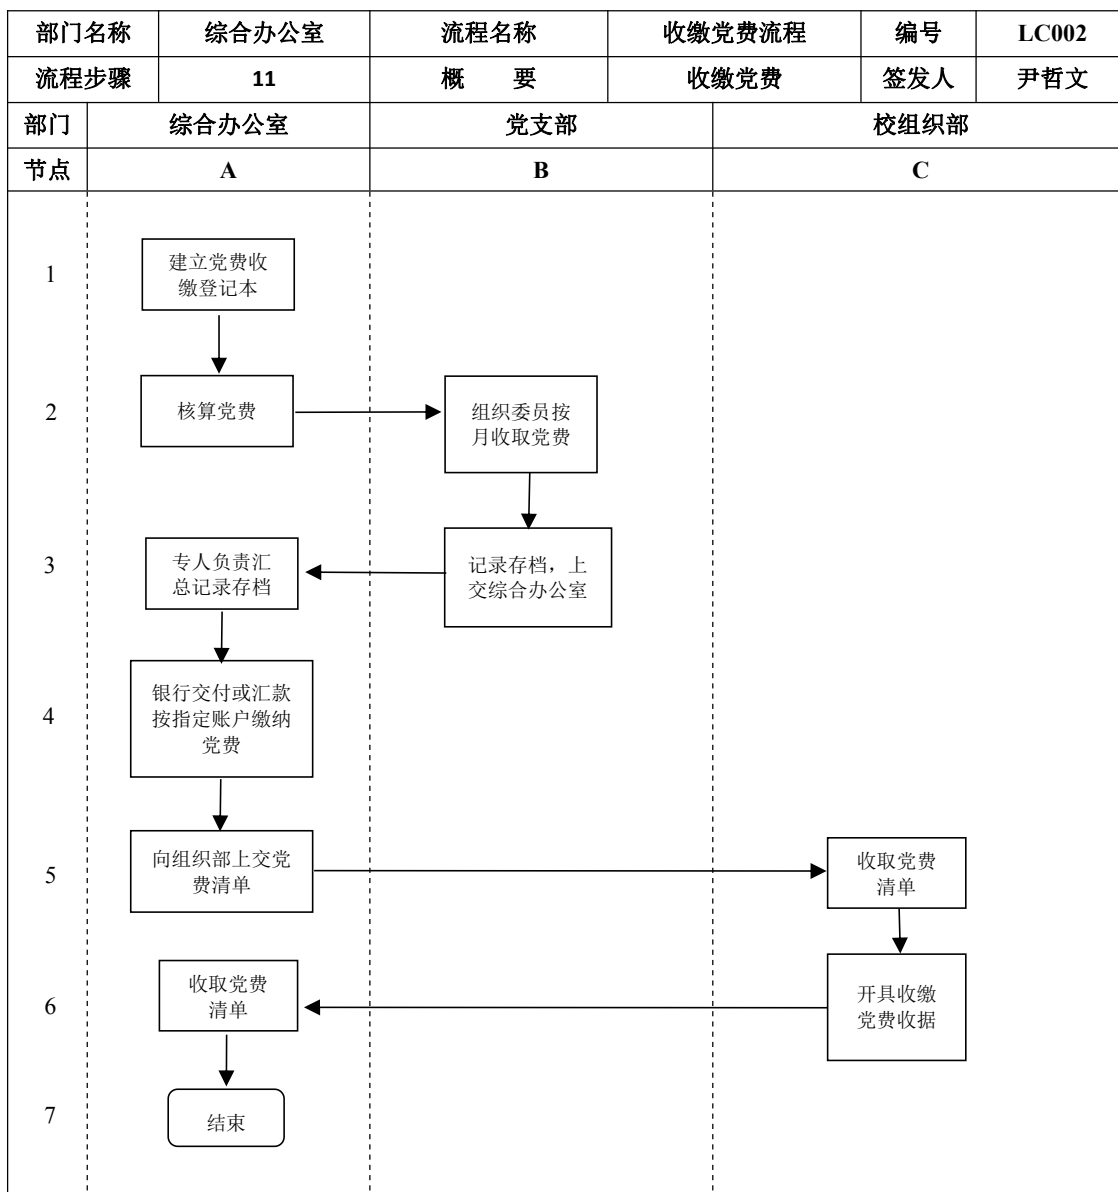 部门名称 综合办公室 流程名称 收缴党费流程 编号 LC002
流程步骤 11 概 要 收缴党费 签发人 尹哲文
部门 综合办公室 党支部 校组织部
节点 A B C
1
建立党费收
缴登记本
2
核算党费
组织委员按
月收取党费
3
专人负责汇
总记录存档
记录存档，上
交综合办公室
4
银行交付或汇款
按指定账户缴纳
党费
5
向组织部上交党
费清单
收取党费
清单
6
收取党费
清单
开具收缴
党费收据
7
结束